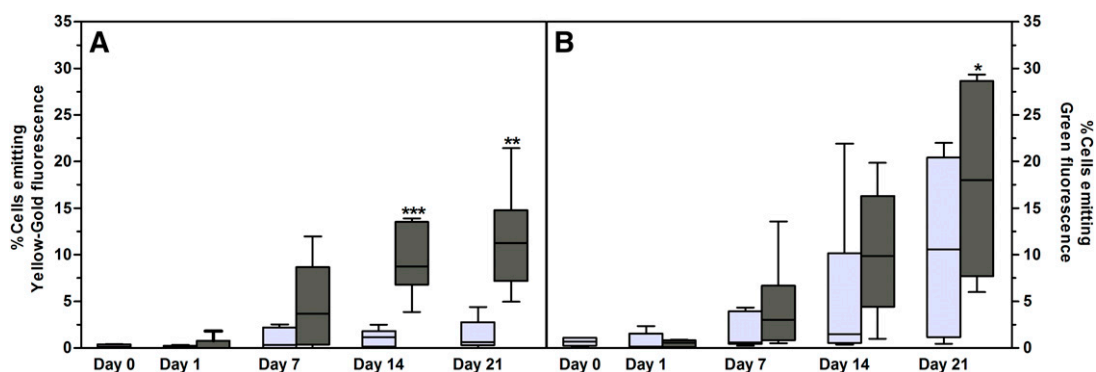 A
B
%Cells emitting
Yellow-Gold fluorescence
35
30
25
20
15
10
5
0
***
**
*
Day 0 Day 1 Day 7 Day 14 Day 21
Day 0 Day 1 Day 7 Day 14 Day 21
35
30
25
20
15
10
5
0
%Cells emitting
Green fluorescence